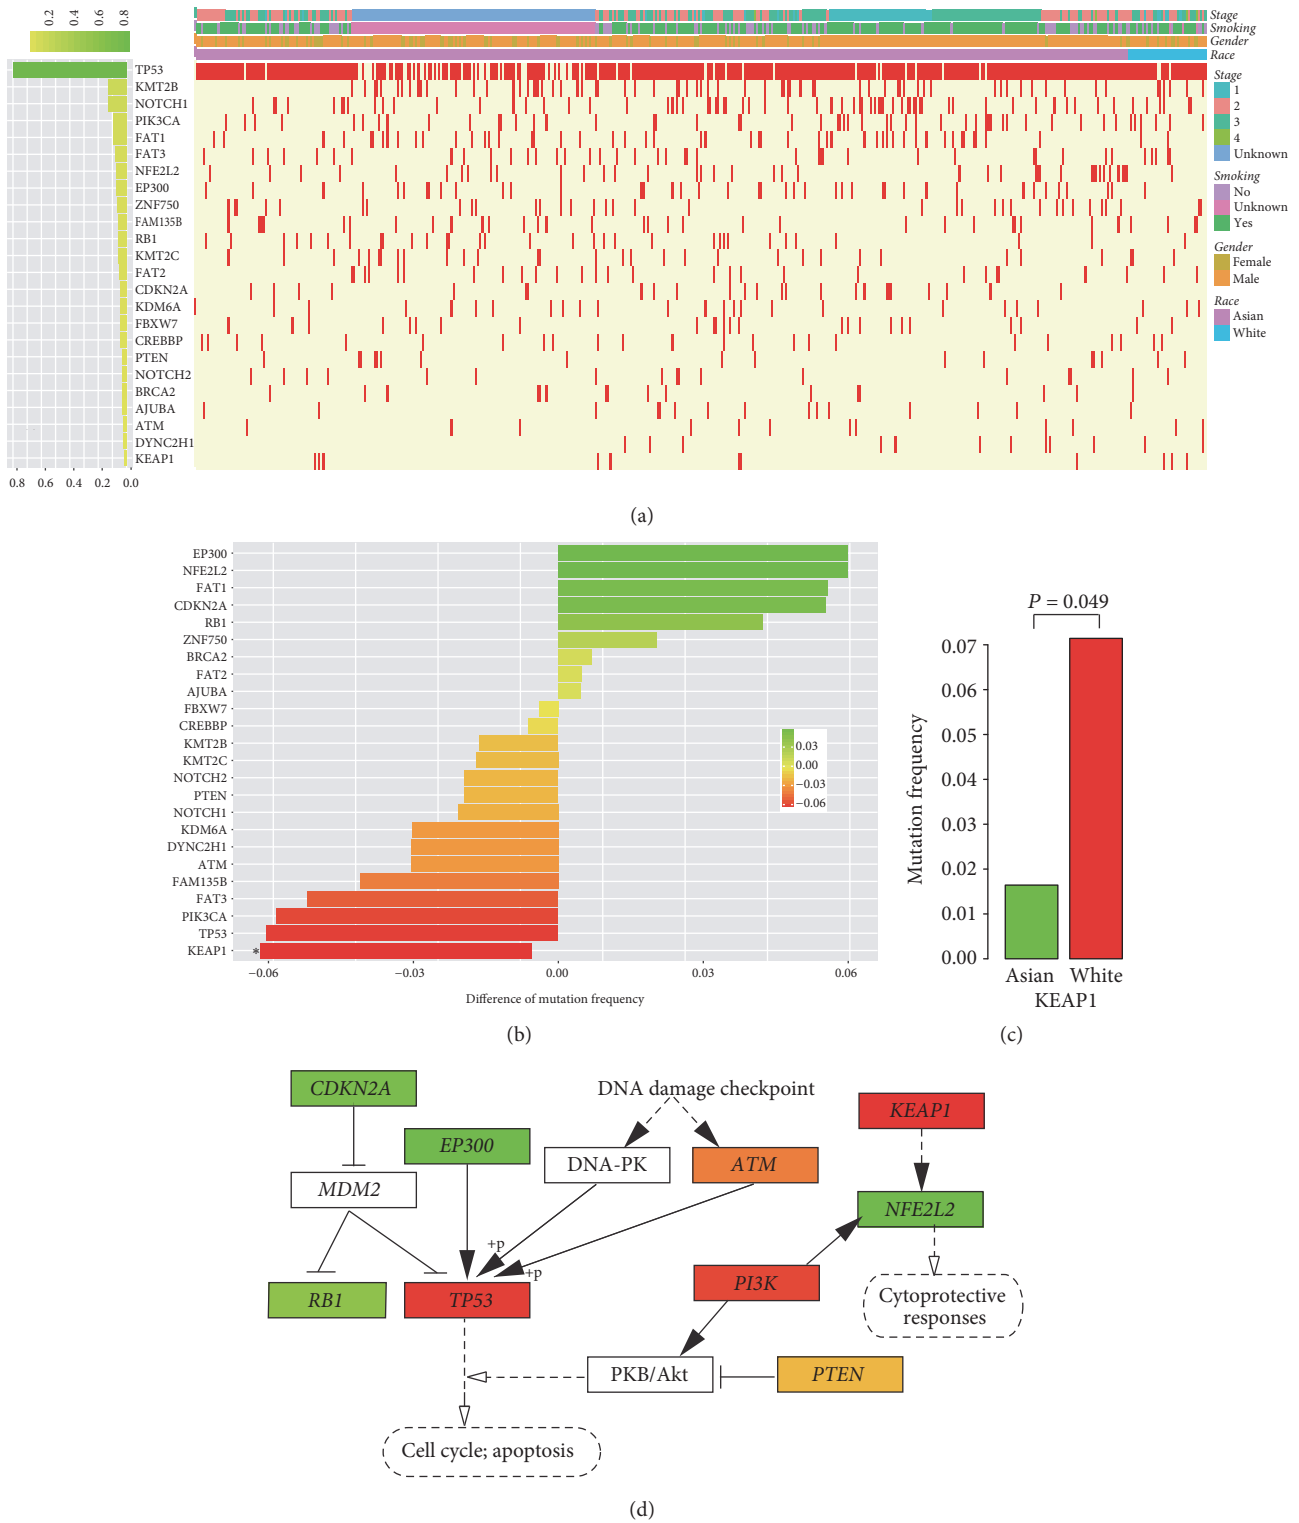 0.2
0.4
0.6
0.8
Stage
Smoking
Gender
Race
TP53
KMT2B
NOTCH1
PIK3CA
FAT1
FAT3
NFE2L2
EP300
ZNF750
FAM135B
RB1
KMT2C
FAT2
CDKN2A
KDM6A
FBXW7
CREBBP
PTEN
NOTCH2
BRCA2
AJUBA
ATM
DYNC2H1
KEAP1
0.8 0.6 0.4 0.2 0.0
Stage
1
2
3
4
Unknown
Smoking
No
Unknown
Yes
Gender
Female
Male
Race
Asian
White
(a)
EP300
NFE2L2
FAT1
CDKN2A
RB1
ZNF750
BRCA2
FAT2
AJUBA
FBXW7
CREBBP
KMT2B
KMT2C
NOTCH2
PTEN
NOTCH1
KDM6A
DYNC2H1
ATM
FAM135B
FAT3
PIK3CA
TP53
KEAP1 *
0.03
0.00
−0.03
−0.06
−0.06 −0.03 0.00 0.03 0.06
Difference of mutation frequency
(b)
P = 0.049
0.07
0.06
0.05
0.04
0.03
0.02
0.01
0.00
Mutation frequency
Asian White
KEAP1
(c)
CDKN2A
DNA damage checkpoint
KEAP1
EP300
DNA-PK
ATM
MDM2
NFE2L2
+p
+p
RB1
TP53
PI3K
Cytoprotective
responses
PKB/Akt
PTEN
Cell cycle; apoptosis
(d)